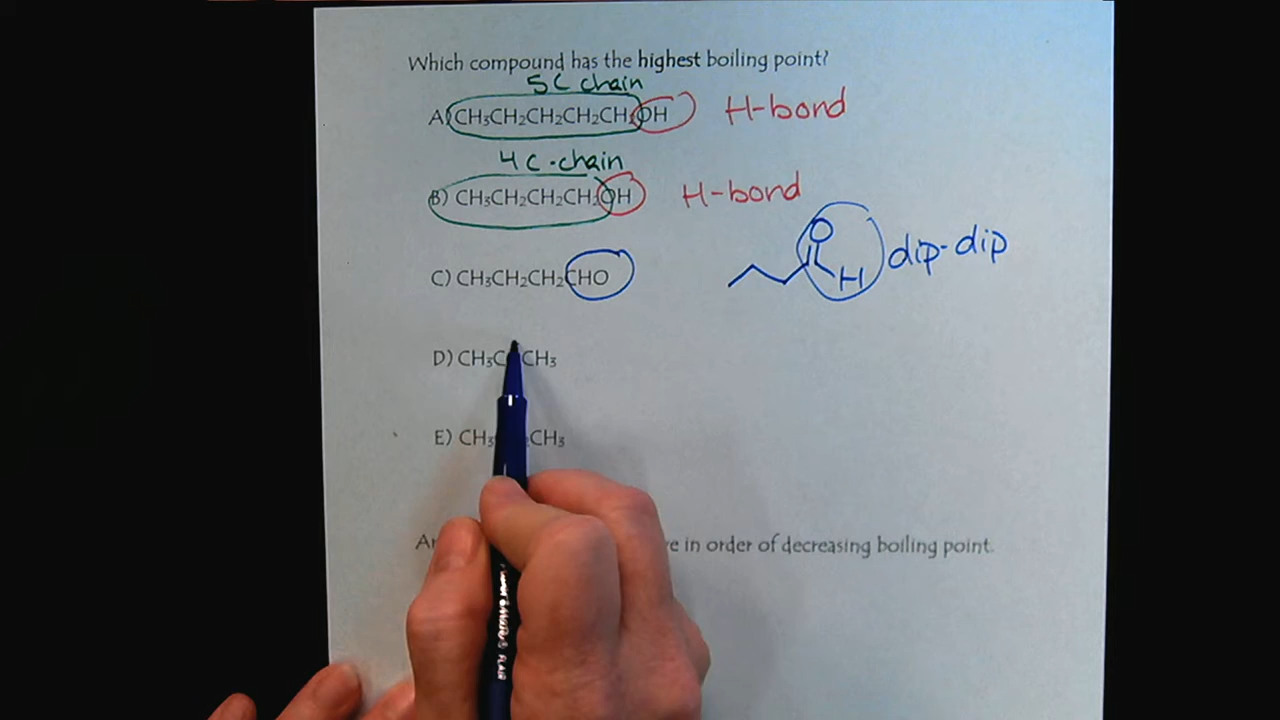 Which compound has the highest boiling point?
5C chain
A) CH₃CH₂CH₂CH₂CH₂OH H-bond
4C-chain
B) CH₃CH₂CH₂CH₂OH H-bond
O
C) CH₃CH₂CH₂CHO H dip-dip
D) CH₃C CH₃
E) CH₃ CH₃
in order of decreasing boiling point.